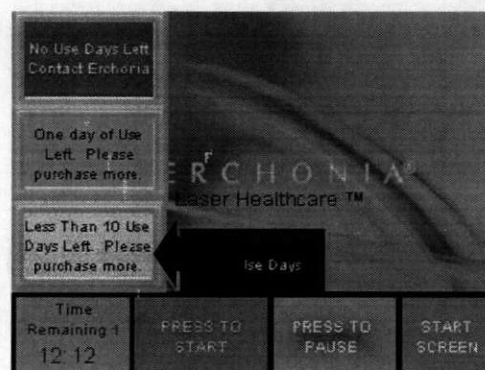 No Use Days Left
Contact Erchonia
One day of Use
Left. Please
purchase more.
ERCHONIA®
Laser Healthcare ™
Less Than 10 Use
Days Left. Please
purchase more.
Use Days
Time
Remaining 1
12:12
PRESS TO
START
PRESS TO
PAUSE
START
SCREEN